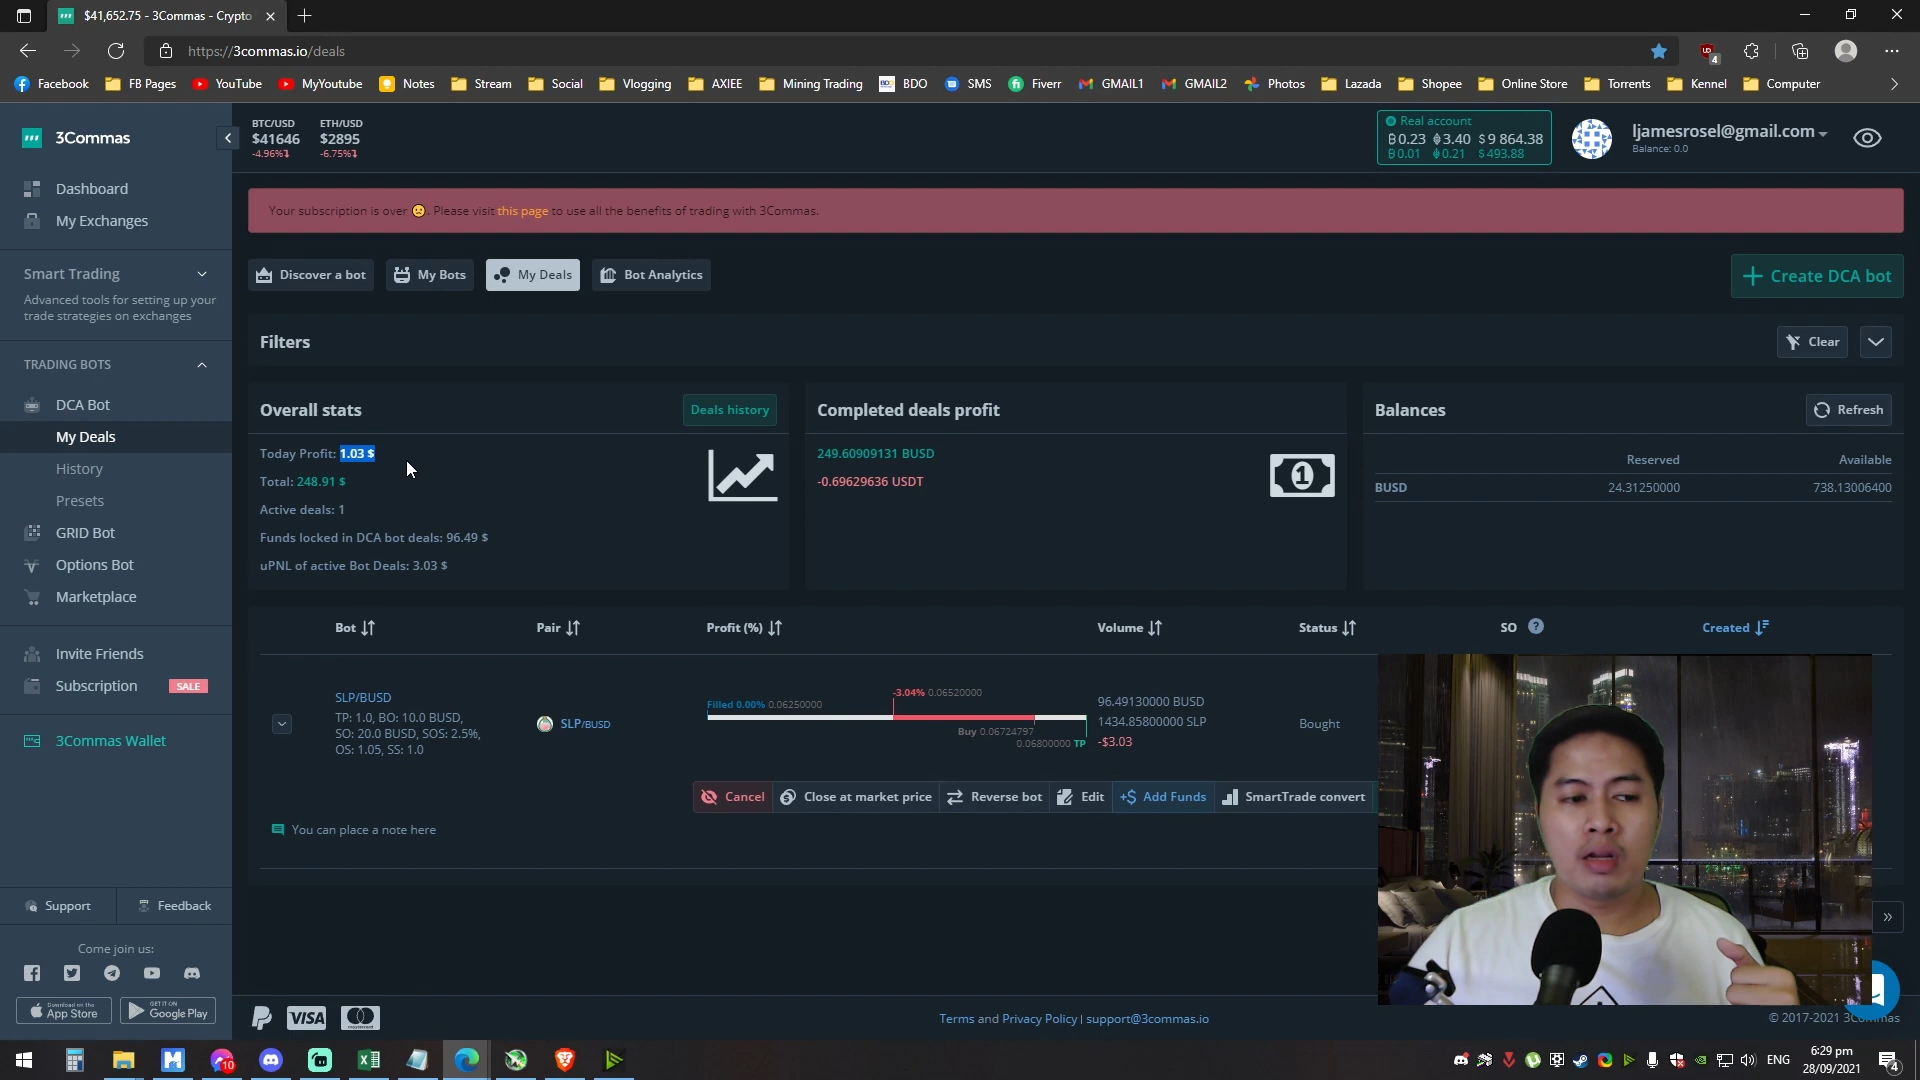 $41,652.75 - 3Commas - Crypto
https://3commas.io/deals
4
Facebook
FB Pages
YouTube
MyYoutube
Notes
Stream
Social
Vlogging
AXIEE
Mining Trading
BDO
SMS
Fiverr
GMAIL1
GMAIL2
Photos
Lazada
Shopee
Online Store
Torrents
Kennel
Computer
3Commas
BTC/USD
$41646
-4.96%
ETH/USD
$2895
-6.75%
Real account
0.23 3.40 $9 864.38
0.01 0.21 $493.88
ljamesrosel@gmail.com
Balance: 0.0
Dashboard
My Exchanges
Smart Trading
Advanced tools for setting up your
trade strategies on exchanges
TRADING BOTS
DCA Bot
My Deals
History
Presets
GRID Bot
Options Bot
Marketplace
Invite Friends
Subscription
SALE
3Commas Wallet
Support
Feedback
Come join us:
Download on the
App Store
GET IT ON
Google Play
Your subscription is over . Please visit this page to use all the benefits of trading with 3Commas.
Discover a bot
My Bots
My Deals
Bot Analytics
Create DCA bot
Filters
Clear
Overall stats
Deals history
Today Profit: 1.03 $
Total: 248.91 $
Active deals: 1
Funds locked in DCA bot deals: 96.49 $
uPNL of active Bot Deals: 3.03 $
Completed deals profit
249.60909131 BUSD
-0.69629636 USDT
1
Balances
Refresh
Reserved
Available
BUSD
24.31250000
738.13006400
Bot
Pair
Profit (%)
Volume
Status
SO
?
Created
SLP/BUSD
TP: 1.0, BO: 10.0 BUSD,
SO: 20.0 BUSD, SOS: 2.5%,
OS: 1.05, SS: 1.0
SLP/BUSD
Filled 0.00% 0.06250000
-3.04% 0.06520000
Buy 0.06724797
0.06800000 TP
96.49130000 BUSD
1434.85800000 SLP
-$3.03
Bought
Cancel
Close at market price
Reverse bot
Edit
+$ Add Funds
SmartTrade convert
You can place a note here
VISA
Terms and Privacy Policy | support@3commas.io
© 2017-2021 3Commas
10
ENG
6:29 pm
28/09/2021
4